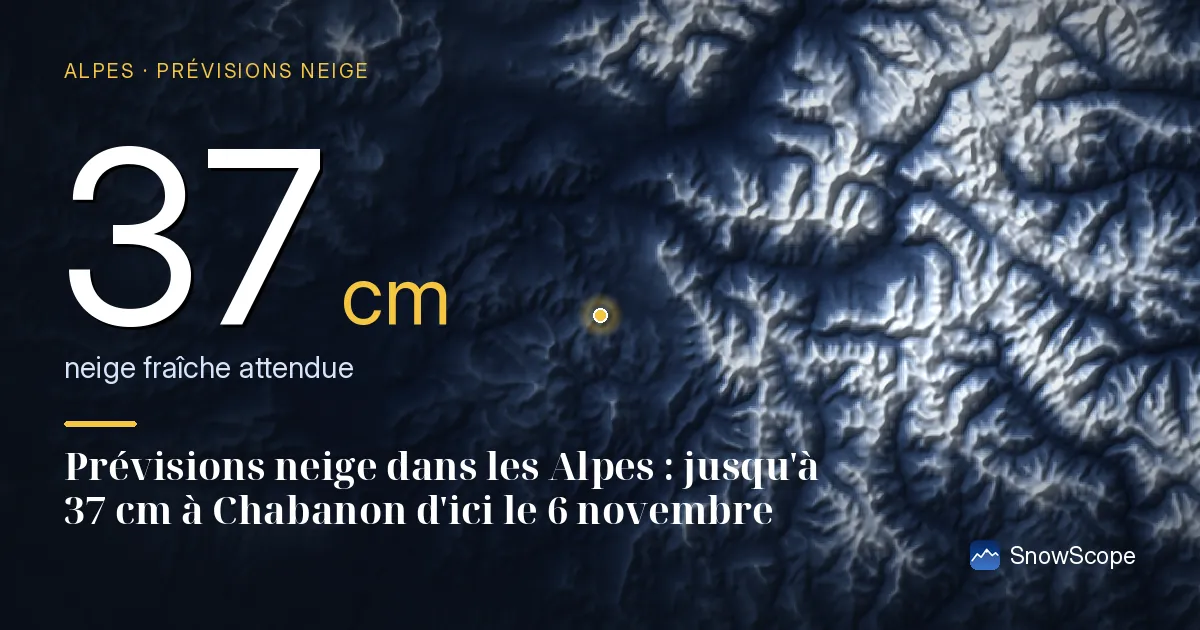 ALPES · PRÉVISIONS NEIGE
37 cm
neige fraîche attendue
Prévisions neige dans les Alpes : jusqu'à
37 cm à Chabanon d'ici le 6 novembre
SnowScope